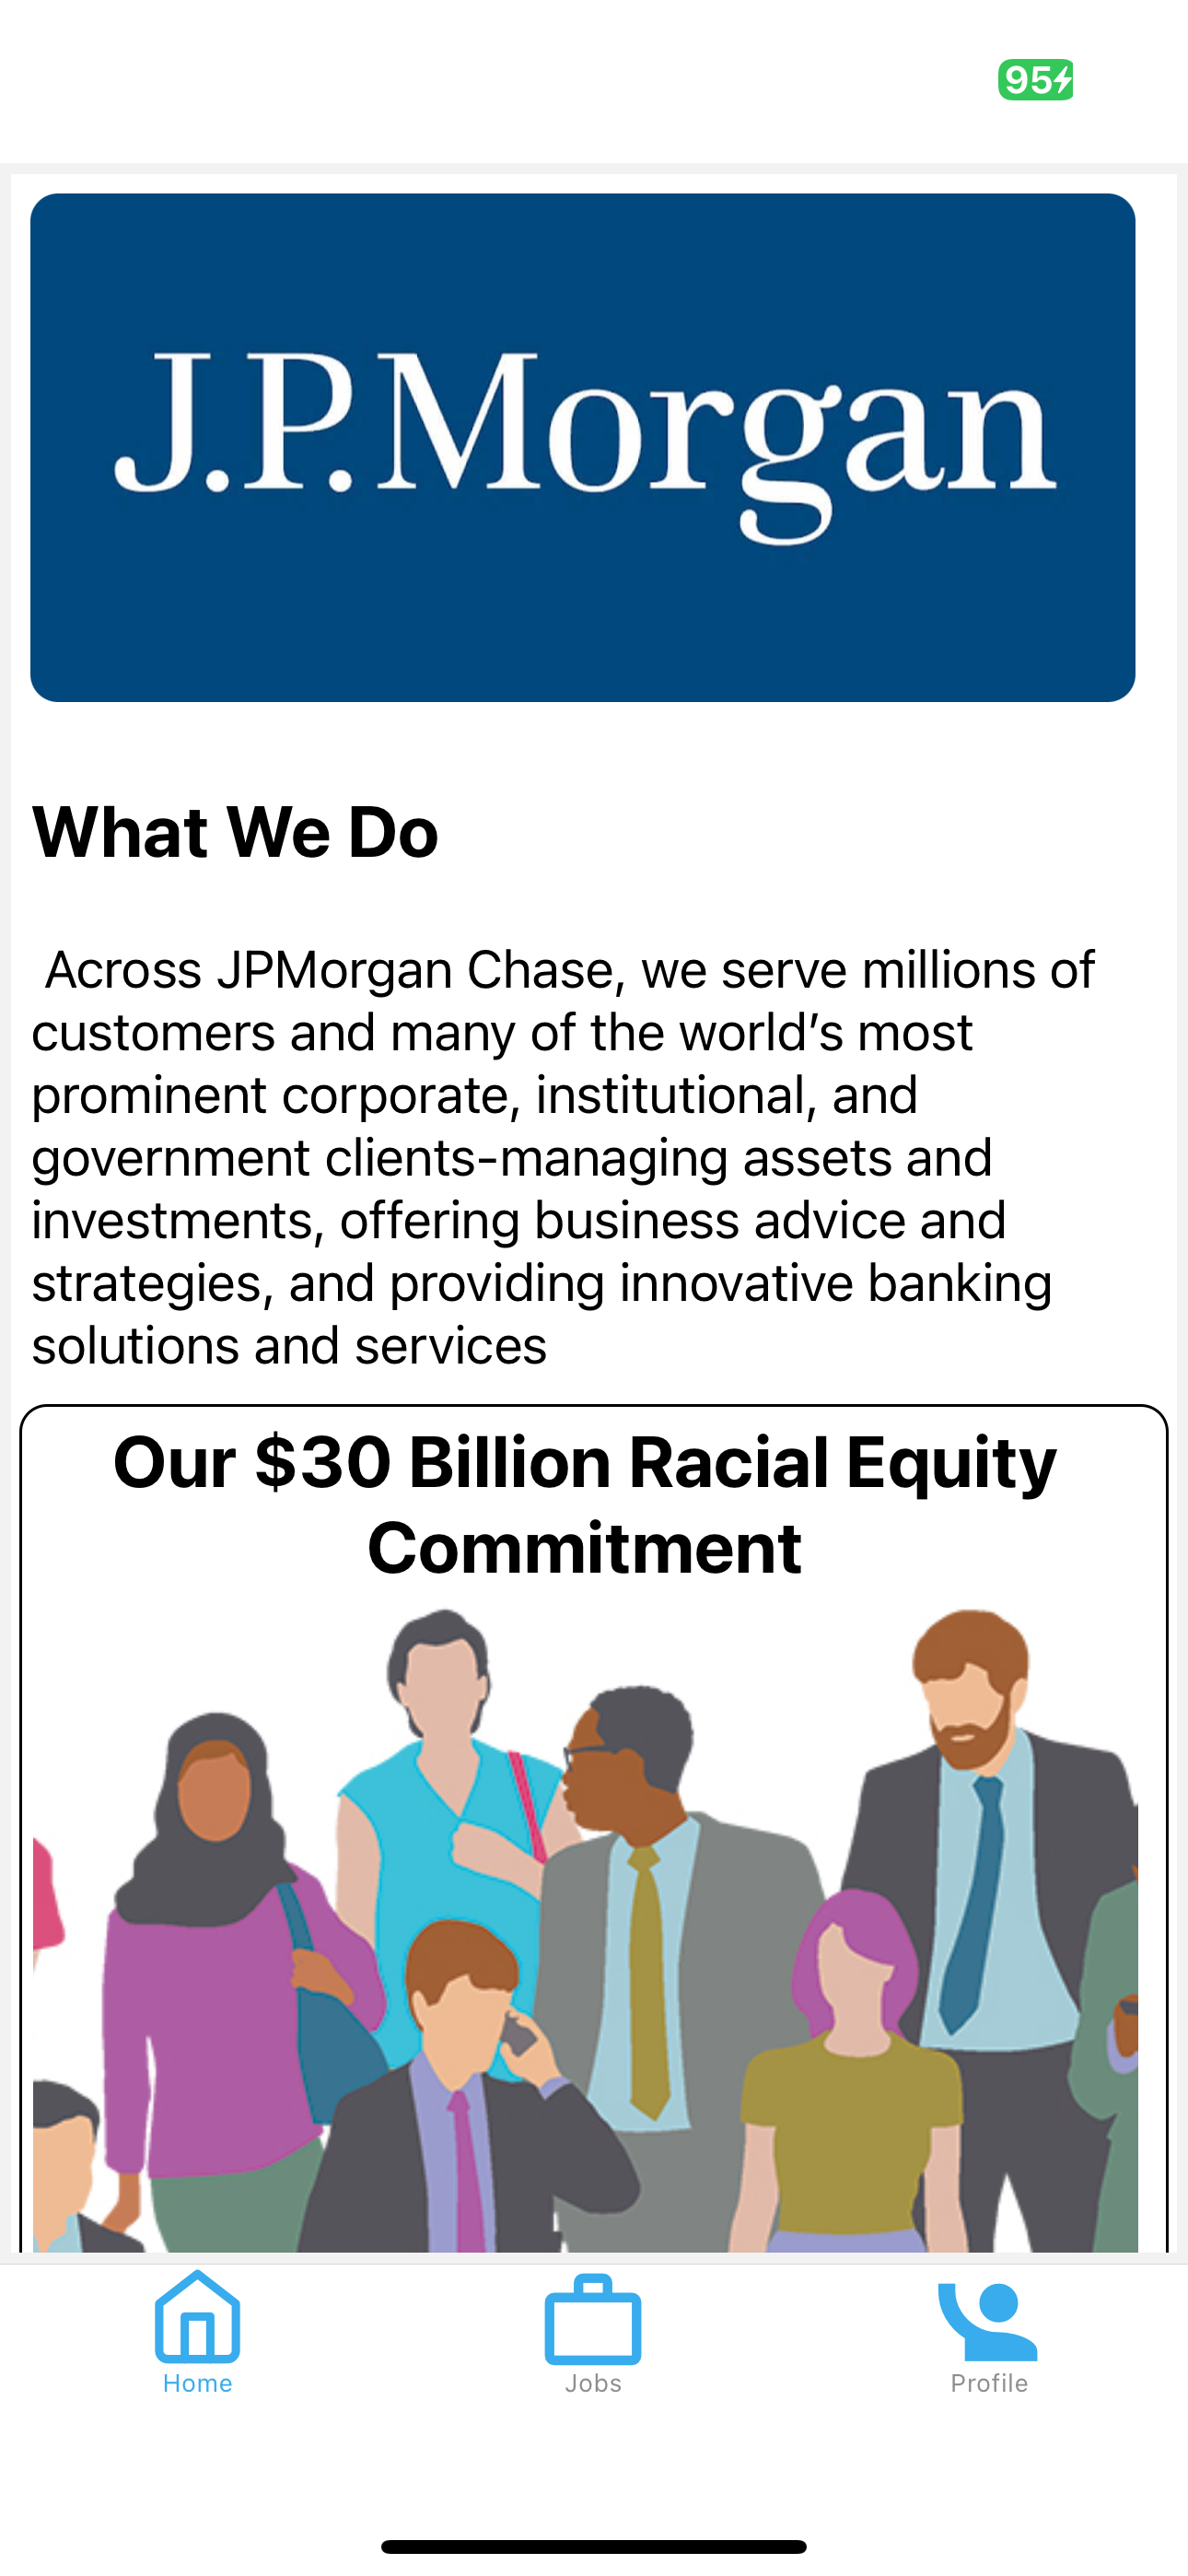 95
J.P.Morgan
What We Do
Across JPMorgan Chase, we serve millions of
customers and many of the world’s most
prominent corporate, institutional, and
government clients-managing assets and
investments, offering business advice and
strategies, and providing innovative banking
solutions and services
Our $30 Billion Racial Equity
Commitment
Home
Jobs
Profile